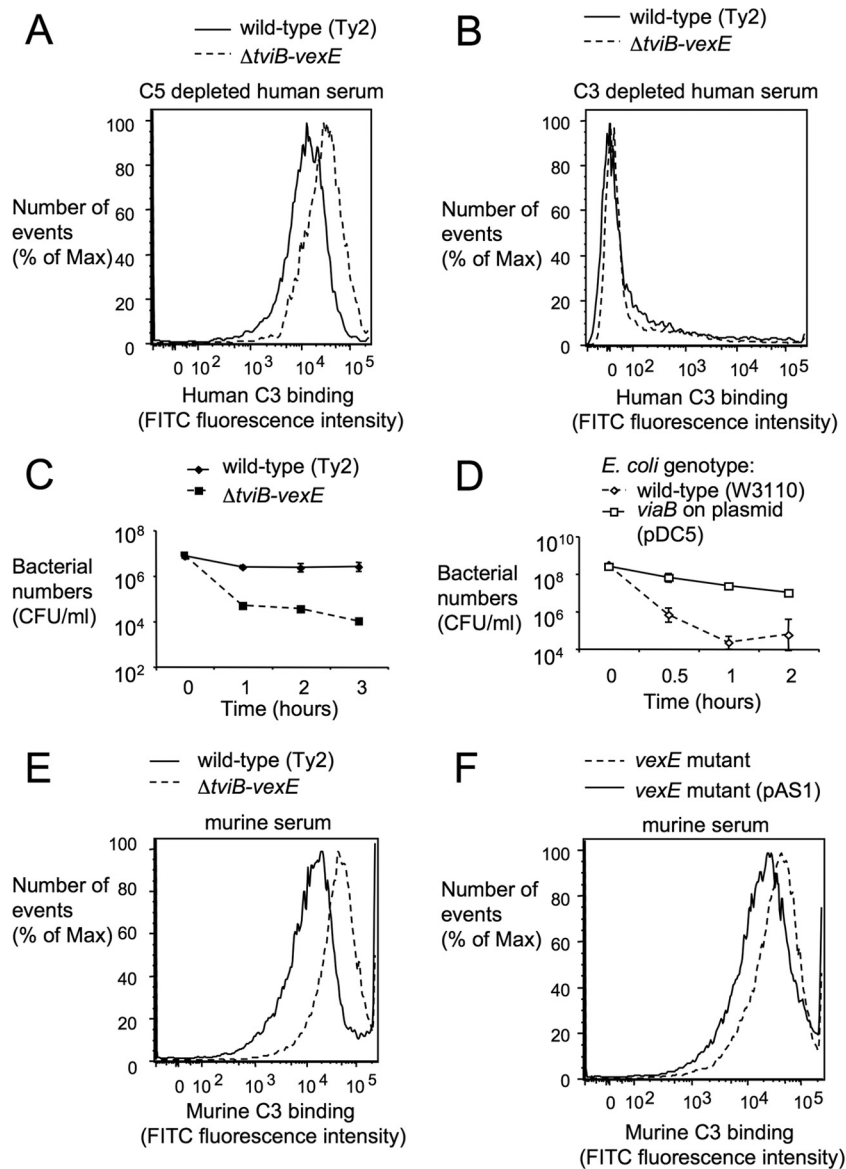 A
wild-type (Ty2)
ΔtviB-vexE
C5 depleted human serum
100
80
60
40
20
0
Number of
events
(% of Max)
0 10² 10³ 10⁴ 10⁵
Human C3 binding
(FITC fluorescence intensity)
B
wild-type (Ty2)
ΔtviB-vexE
C3 depleted human serum
100
80
60
40
20
0
Number of
events
(% of Max)
0 10² 10³ 10⁴ 10⁵
Human C3 binding
(FITC fluorescence intensity)
C
wild-type (Ty2)
ΔtviB-vexE
10⁸
10⁶
10⁴
10²
Bacterial
numbers
(CFU/ml)
0 1 2 3
Time (hours)
D
E. coli genotype:
wild-type (W3110)
viaB on plasmid
(pDC5)
10¹⁰
10⁸
10⁶
10⁴
Bacterial
numbers
(CFU/ml)
0 0.5 1 2
Time (hours)
E
wild-type (Ty2)
ΔtviB-vexE
murine serum
100
80
60
40
20
0
Number of
events
(% of Max)
0 10² 10³ 10⁴ 10⁵
Murine C3 binding
(FITC fluorescence intensity)
F
vexE mutant
vexE mutant (pAS1)
murine serum
100
80
60
40
20
0
Number of
events
(% of Max)
0 10² 10³ 10⁴ 10⁵
Murine C3 binding
(FITC fluorescence intensity)